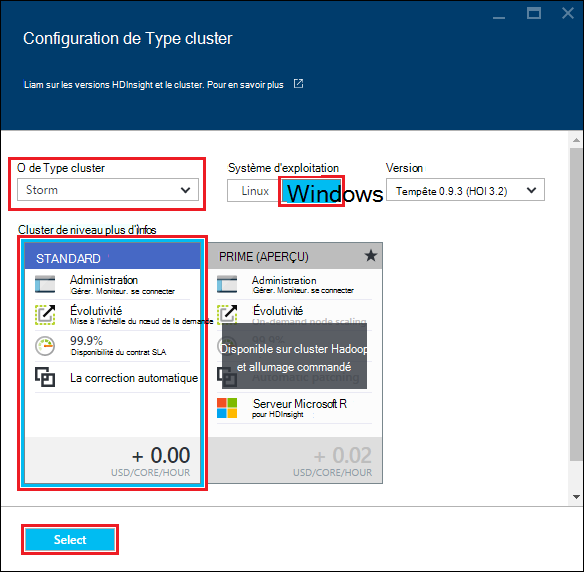 Configuration de Type cluster
Liam sur les versions HDInsight et le cluster. Pour en savoir plus
O de Type cluster
Système d'exploitation
Version
Storm
Linux
Windows
Tempête 0.9.3 (HOI 3.2)
Cluster de niveau plus d'Infos
STANDARD
Administration
Gérer. Moniteur. se connecter
Évolutivité
Mise à l'échelle du nœud de la demande
99.9%
Disponibilité du contrat SLA
La correction automatique
+ 0.00
USD/CORE/HOUR
PRIME (APERÇU)
Administration
Gérer. Moniteur. se connecter
Évolutivité
On-demand node scaling
99.9%
Disponible sur cluster Hadoop
et allumage commandé
Automatic patching
Serveur Microsoft R
pour HDInsight
+ 0.02
USD/CORE/HOUR
Select